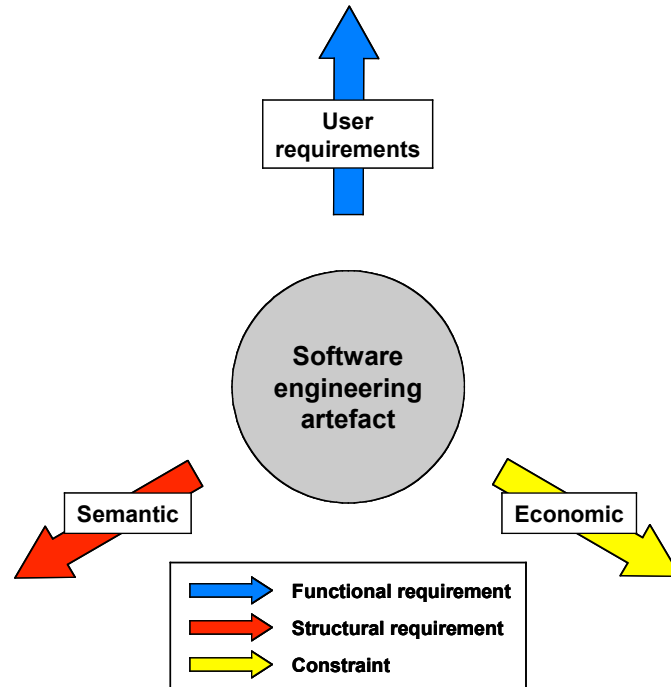 User
requirements
Software
engineering
artefact
Semantic
Economic
Functional requirement
Structural requirement
Constraint